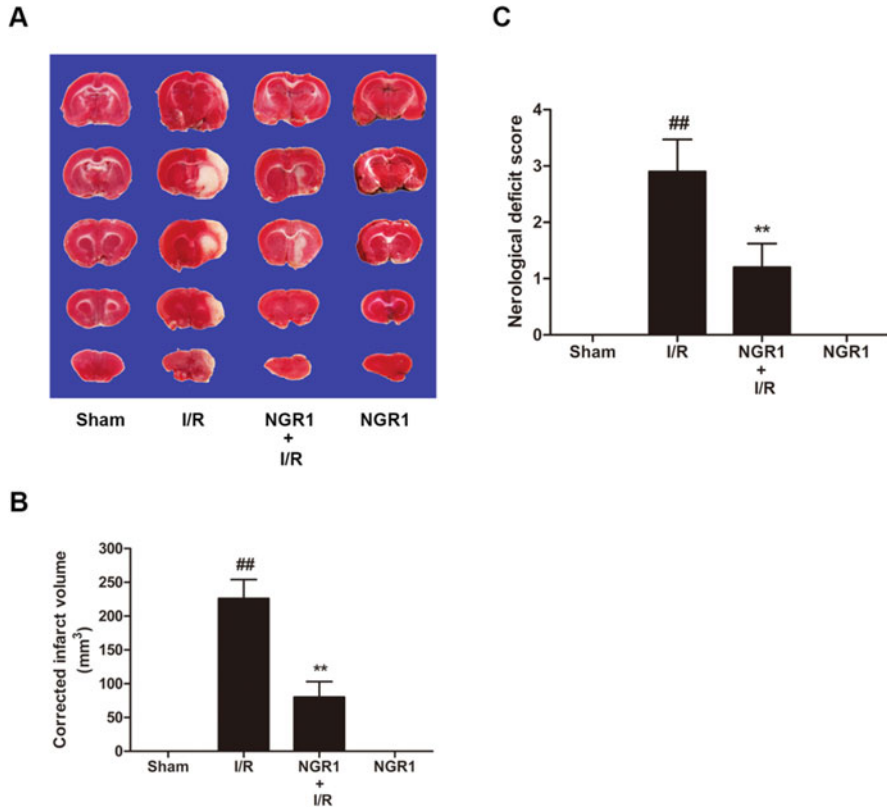 A
Sham I/R NGR1 + I/R NGR1
B
Corrected infarct volume (mm³)
300
250
200
150
100
50
0
##
**
Sham I/R NGR1 + I/R NGR1
C
Nerological deficit score
4
3
2
1
0
##
**
Sham I/R NGR1 + I/R NGR1